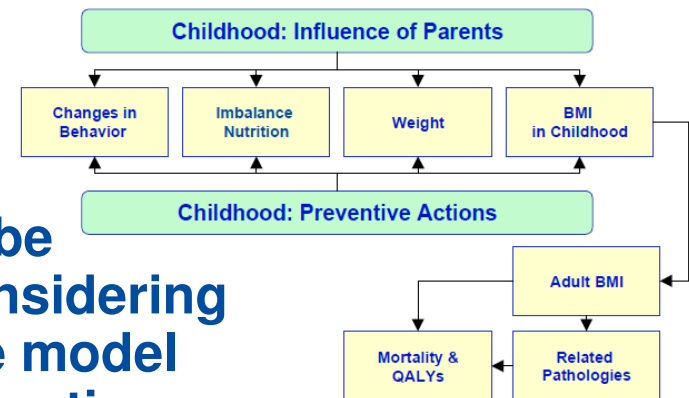 Childhood: Influence of Parents
Changes in
Behavior
Imbalance
Nutrition
Weight
BMI
in Childhood
Childhood: Preventive Actions
be
Adult BMI
model
Mortality &
QALYs
Related
Pathologies